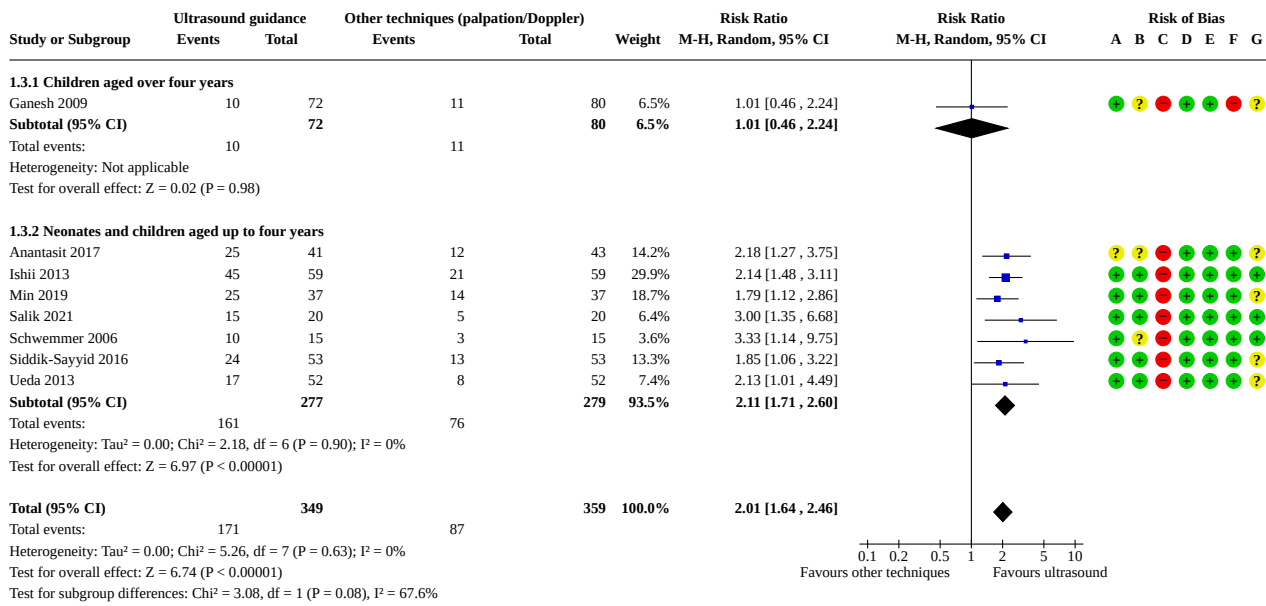 Ultrasound guidance Other techniques (palpation/Doppler) Risk Ratio Risk Ratio Risk of Bias
Study or Subgroup Events Total Events Total Weight M-H, Random, 95% CI M-H, Random, 95% CI A B C D E F G
1.3.1 Children aged over four years
Ganesh 2009 10 72 11 80 6.5% 1.01 [0.46 , 2.24] + ? − + + − ?
Subtotal (95% CI) 72 80 6.5% 1.01 [0.46 , 2.24]
Total events: 10 11
Heterogeneity: Not applicable
Test for overall effect: Z = 0.02 (P = 0.98)
1.3.2 Neonates and children aged up to four years
Anantasit 2017 25 41 12 43 14.2% 2.18 [1.27 , 3.75] ? ? − + + + ?
Ishii 2013 45 59 21 59 29.9% 2.14 [1.48 , 3.11] + + − + + + +
Min 2019 25 37 14 37 18.7% 1.79 [1.12 , 2.86] + + − + + + ?
Salik 2021 15 20 5 20 6.4% 3.00 [1.35 , 6.68] + + − + + + +
Schwemmer 2006 10 15 3 15 3.6% 3.33 [1.14 , 9.75] + ? − + + + +
Siddik-Sayyid 2016 24 53 13 53 13.3% 1.85 [1.06 , 3.22] + + − + + + ?
Ueda 2013 17 52 8 52 7.4% 2.13 [1.01 , 4.49] + + − + + + ?
Subtotal (95% CI) 277 279 93.5% 2.11 [1.71 , 2.60]
Total events: 161 76
Heterogeneity: Tau² = 0.00; Chi² = 2.18, df = 6 (P = 0.90); I² = 0%
Test for overall effect: Z = 6.97 (P < 0.00001)
Total (95% CI) 349 359 100.0% 2.01 [1.64 , 2.46]
Total events: 171 87
Heterogeneity: Tau² = 0.00; Chi² = 5.26, df = 7 (P = 0.63); I² = 0%
0.1 0.2 0.5 1 2 5 10
Test for overall effect: Z = 6.74 (P < 0.00001) Favours other techniques Favours ultrasound
Test for subgroup differences: Chi² = 3.08, df = 1 (P = 0.08), I² = 67.6%